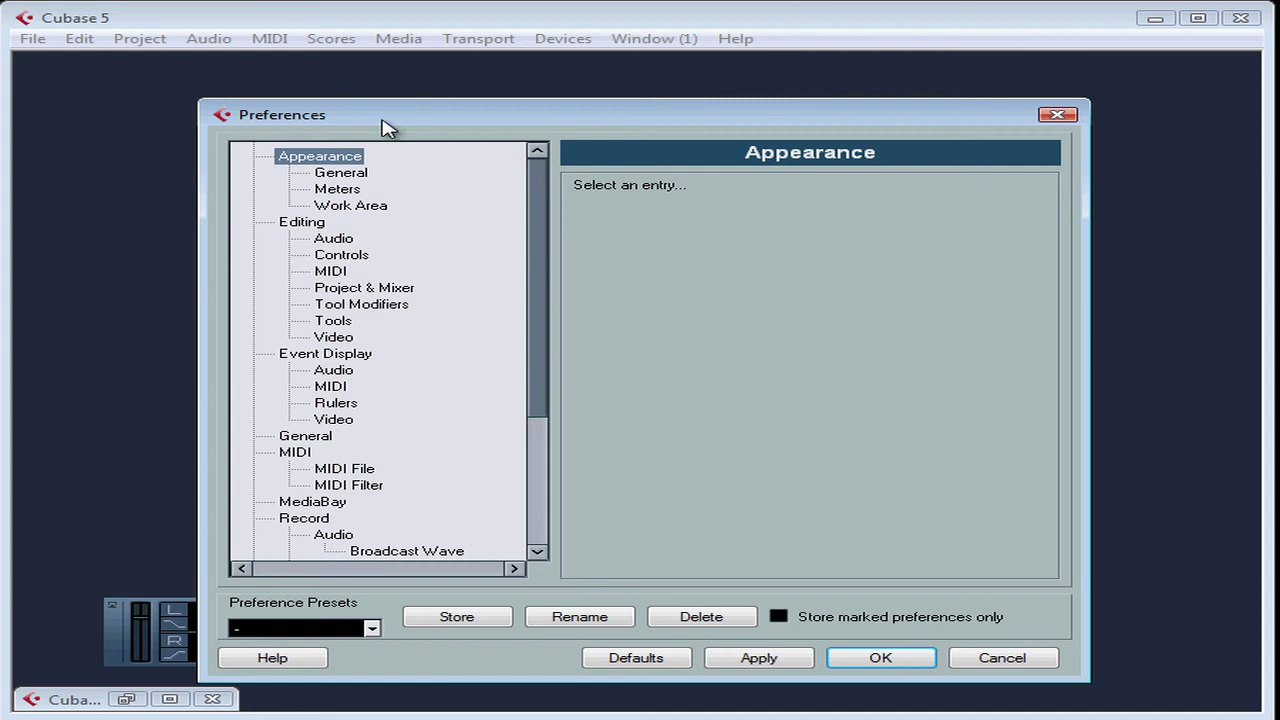 Cubase 5
File Edit Project Audio MIDI Scores Media Transport Devices Window (1) Help
Preferences
Appearance
General
Meters
Work Area
Editing
Audio
Controls
MIDI
Project & Mixer
Tool Modifiers
Tools
Video
Event Display
Audio
MIDI
Rulers
Video
General
MIDI
MIDI File
MIDI Filter
MediaBay
Record
Audio
Broadcast Wave
Appearance
Select an entry...
Preference Presets
-
Store Rename Delete Store marked preferences only
Help Defaults Apply OK Cancel
L
R
Cuba...